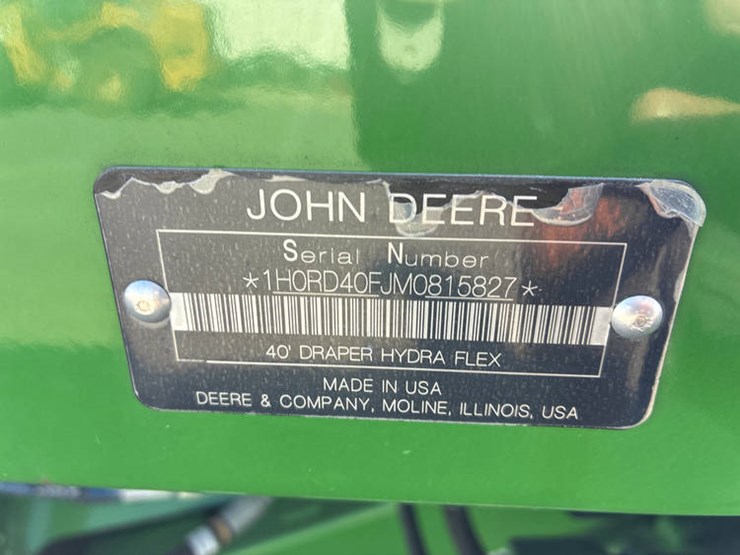 JOHN DEERE
Serial Number
*1H0RD40FJM0815827*
40' DRAPER HYDRA FLEX
MADE IN USA
DEERE & COMPANY, MOLINE, ILLINOIS, USA